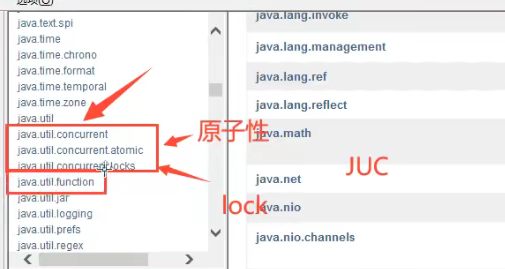 选项(O)
java.text.spi
java.time
java.time.chrono
java.time.format
java.time.temporal
java.time.zone
java.util
java.util.concurrent
java.util.concurrent.atomic
java.util.concurrent.locks
java.util.function
java.util.jar
java.util.logging
java.util.prefs
java.util.regex
java.lang.invoke
java.lang.management
java.lang.ref
java.lang.reflect
java.math
java.net
java.nio
java.nio.channels
原子性
lock
JUC